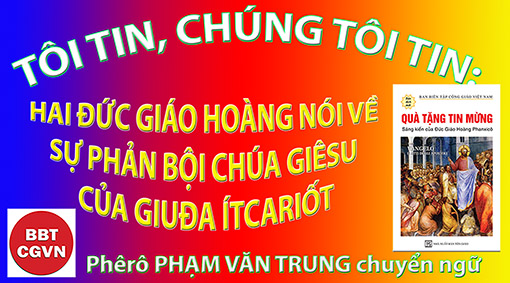 TÔI TIN, CHÚNG TÔI TIN:
HAI ĐỨC GIÁO HOÀNG NÓI VỀ
SỰ PHẢN BỘI CHÚA GIÊSU
CỦA GIUĐA ÍTCARIỐT
BAN BIÊN TẬP CÔNG GIÁO VIỆT NAM
QUÀ TẶNG TIN MỪNG
Sáng kiến của Đức Giáo Hoàng Phanxicô
BBT
CGVN
Phêrô PHẠM VĂN TRUNG chuyển ngữ